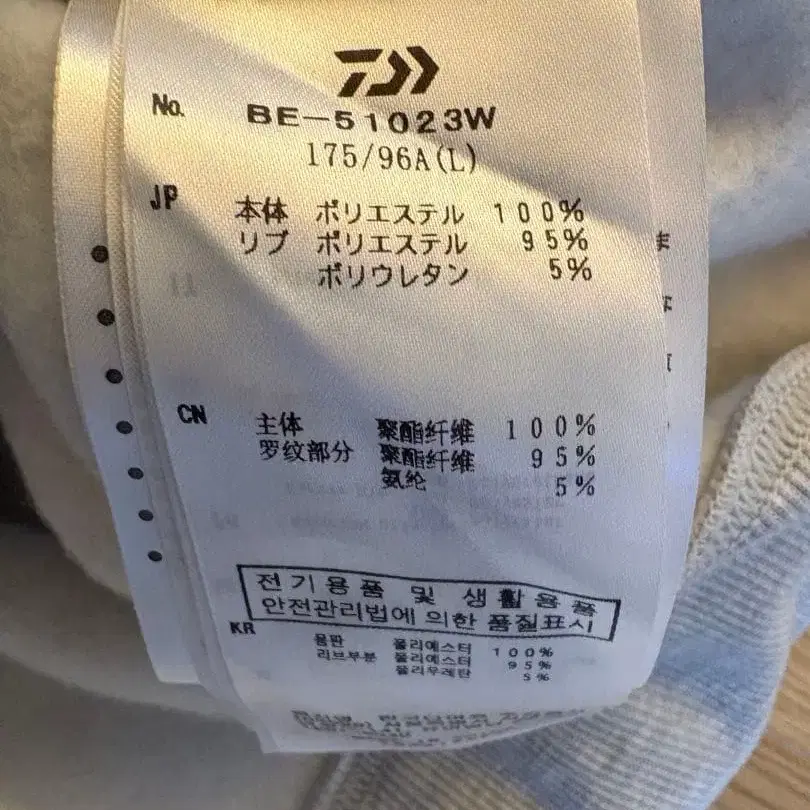 No. BE-51023W
175/96A(L)
JP 本体 ポリエステル 100%
リブ ポリエステル 95%
ポリウレタン 5%
CN 主体 聚酯纤维 100%
罗纹部分 聚酯纤维 95%
氨纶 5%
전기용품 및 생활용품
안전관리법에 의한 품질표시
KR 몸판 폴리에스터 100%
리브부분 폴리에스터 95%
폴리우레탄 5%